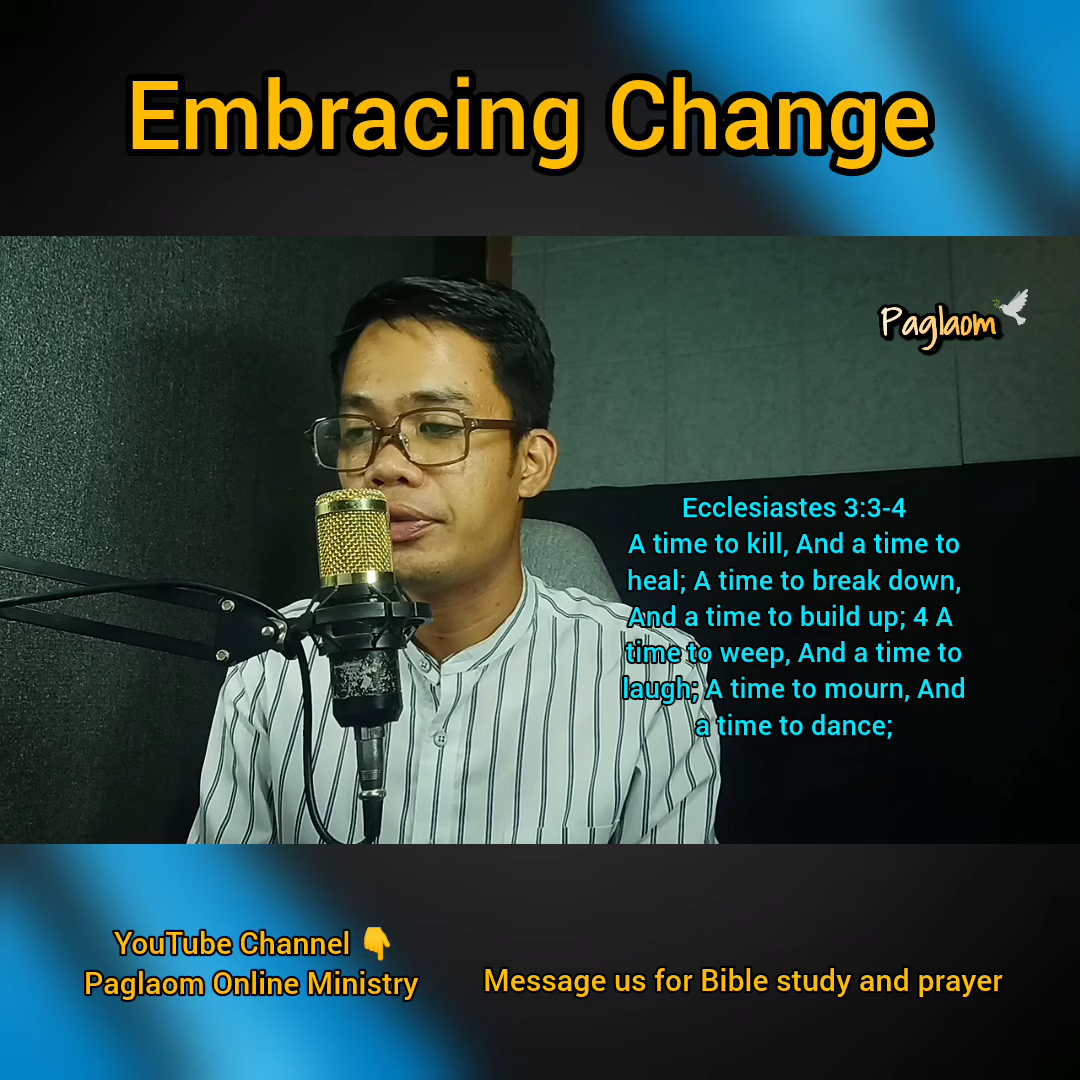 Embracing Change
Paglaom
Ecclesiastes 3:3-4
A time to kill, And a time to
heal; A time to break down,
And a time to build up; 4 A
time to weep, And a time to
laugh; A time to mourn, And
a time to dance;
YouTube Channel 👇
Paglaom Online Ministry
Message us for Bible study and prayer